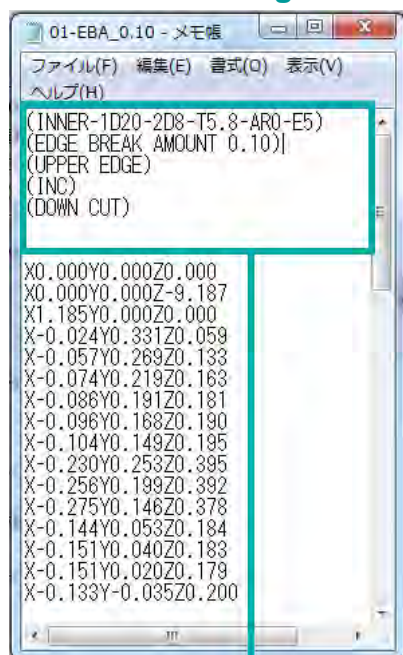 01-EBA_0.10 - メモ帳
ファイル(F) 編集(E) 書式(O) 表示(V)
ヘルプ(H)
(INNER-1D20-2D8-T5.8-AR0-E5)
(EDGE BREAK AMOUNT 0.10)
(UPPER EDGE)
(INC)
(DOWN CUT)
X0.000Y0.000Z0.000
X0.000Y0.000Z-9.187
X1.185Y0.000Z0.000
X-0.024Y0.331Z0.059
X-0.057Y0.269Z0.133
X-0.074Y0.219Z0.163
X-0.086Y0.191Z0.181
X-0.096Y0.168Z0.190
X-0.104Y0.149Z0.195
X-0.230Y0.253Z0.395
X-0.256Y0.199Z0.392
X-0.275Y0.146Z0.378
X-0.144Y0.053Z0.184
X-0.151Y0.040Z0.183
X-0.151Y0.020Z0.179
X-0.133Y-0.035Z0.200